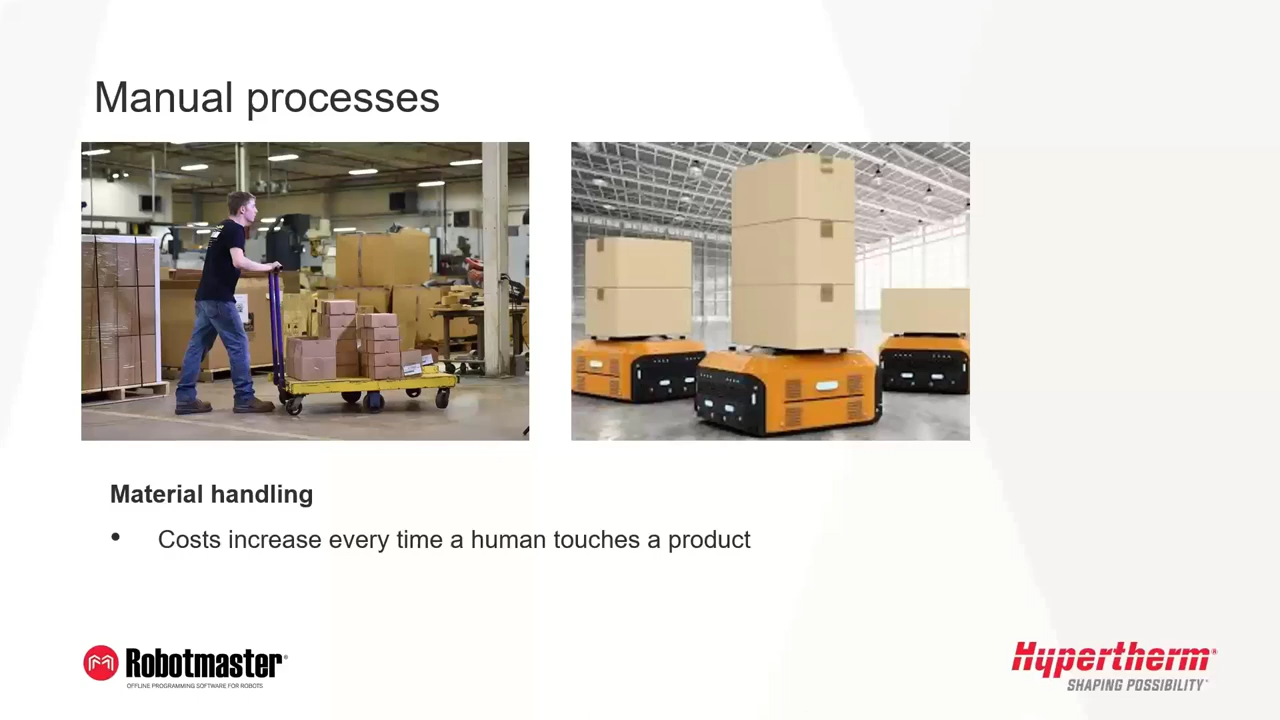 Manual processes
Material handling
• Costs increase every time a human touches a product
Robotmaster®
OFFLINE PROGRAMMING SOFTWARE FOR ROBOTS
Hypertherm®
SHAPING POSSIBILITY™